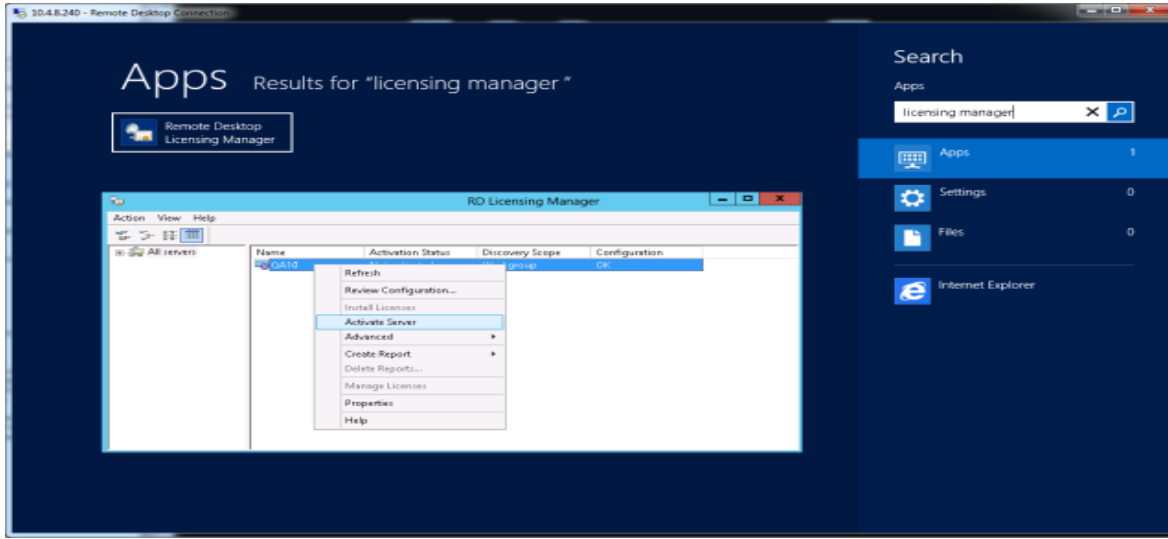 10.4.8.240 - Remote Desktop Connection
Apps Results for "licensing manager "
Remote Desktop
Licensing Manager
RD Licensing Manager
Action View Help
All servers
Name Activation Status Discovery Scope Configuration
QA10 OK
Refresh
Review Configuration...
Install Licenses
Activate Server
Advanced
Create Report
Delete Reports...
Manage Licenses
Properties
Help
Search
Apps
licensing manager
Apps 1
Settings 0
Files 0
Internet Explorer